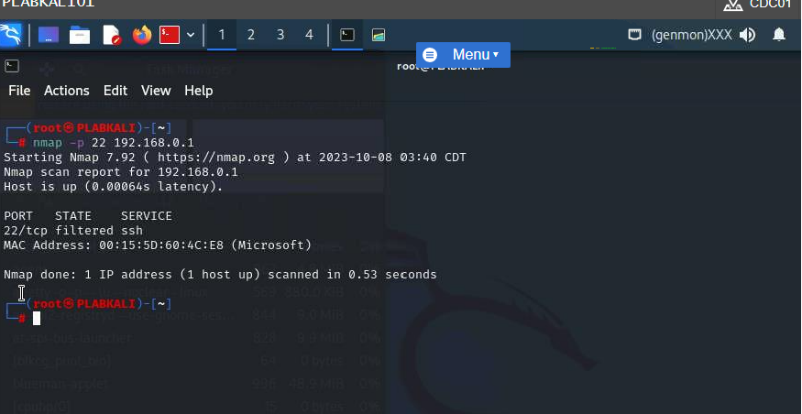 PLABKALI01
CDC01
1 2 3 4
(genmon)XXX
Menu
File Actions Edit View Help
(root㉿PLABKALI)-[~]
# nmap -p 22 192.168.0.1
Starting Nmap 7.92 ( https://nmap.org ) at 2023-10-08 03:40 CDT
Nmap scan report for 192.168.0.1
Host is up (0.00064s latency).
PORT STATE SERVICE
22/tcp filtered ssh
MAC Address: 00:15:5D:60:4C:E8 (Microsoft)
Nmap done: 1 IP address (1 host up) scanned in 0.53 seconds
(root㉿PLABKALI)-[~]
#